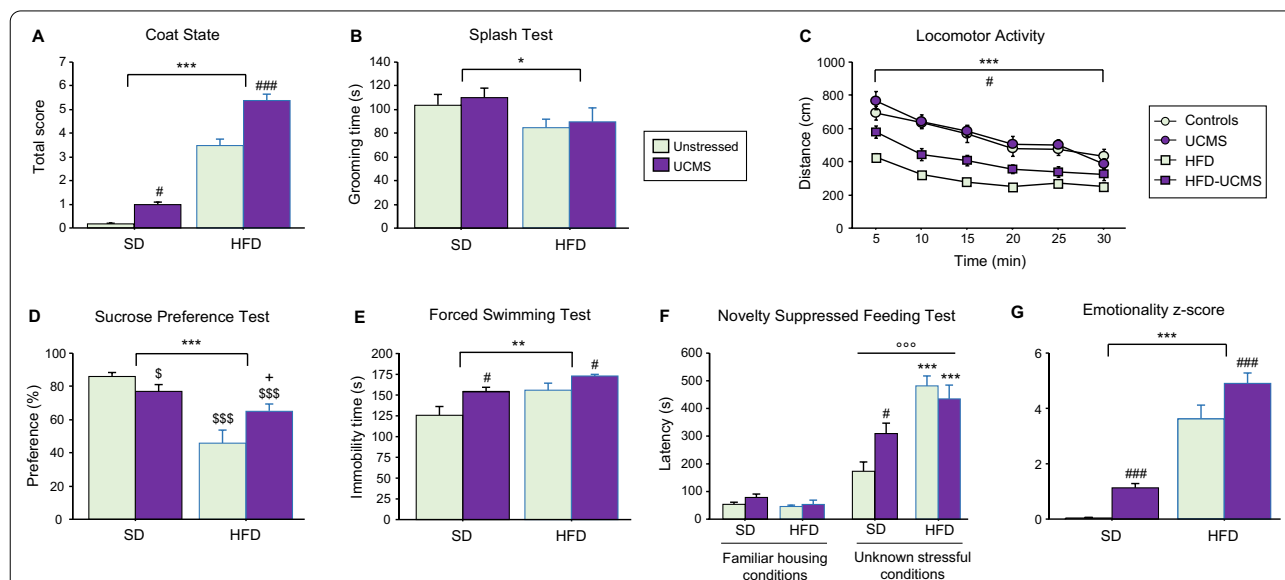 A Coat State
***
###
#
Total score
7
6
5
4
3
2
1
0
SD HFD
B Splash Test
*
Grooming time (s)
140
120
100
80
60
40
20
0
SD HFD
Unstressed
UCMS
C Locomotor Activity
***
#
Distance (cm)
1000
800
600
400
200
0
5 10 15 20 25 30
Time (min)
Controls
UCMS
HFD
HFD-UCMS
D Sucrose Preference Test
***
$
+
$$$
$$$
Preference (%)
100
80
60
40
20
0
SD HFD
E Forced Swimming Test
**
#
#
Immobility time (s)
200
175
150
125
100
75
50
25
0
SD HFD
F Novelty Suppressed Feeding Test
°°°
***
***
#
Latency (s)
600
500
400
300
200
100
0
SD HFD SD HFD
Familiar housing
conditions
Unknown stressful
conditions
G Emotionality z-score
***
###
###
6
4
2
0
SD HFD